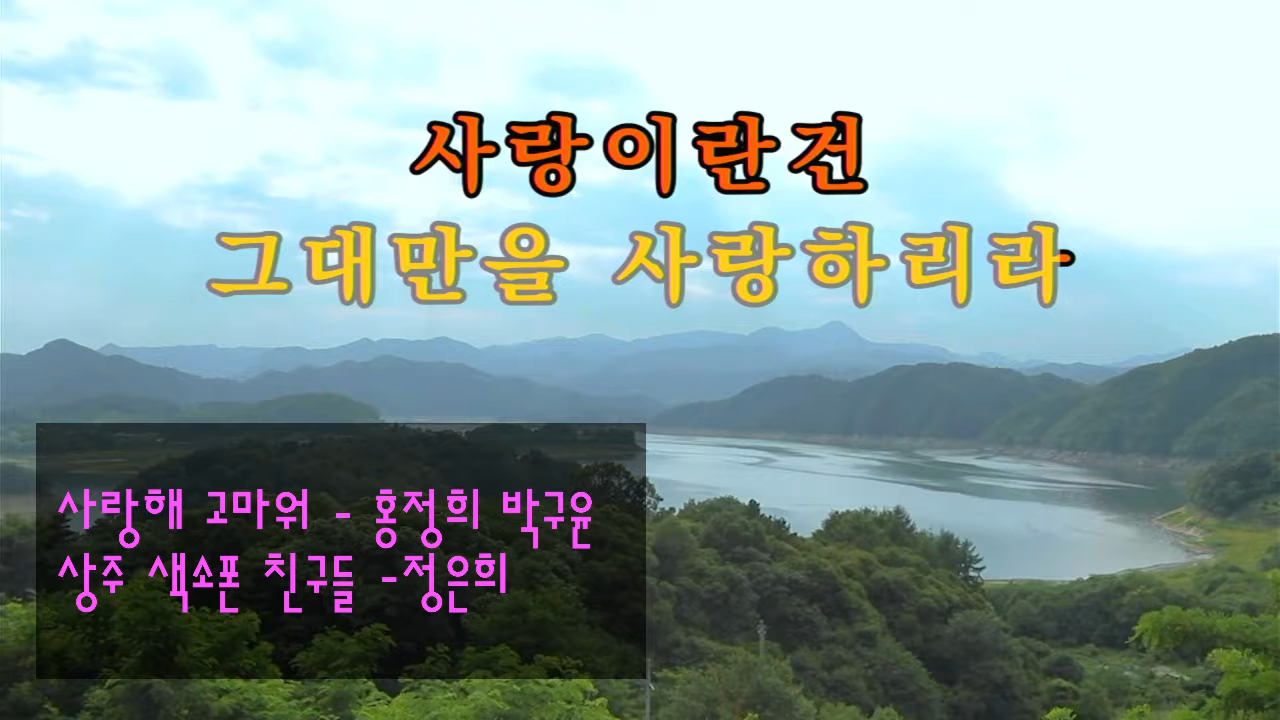 사랑이란건
그대만을 사랑하리라
사랑해 고마워 - 홍정희 박구윤
상주 색소폰 친구들 -정은희